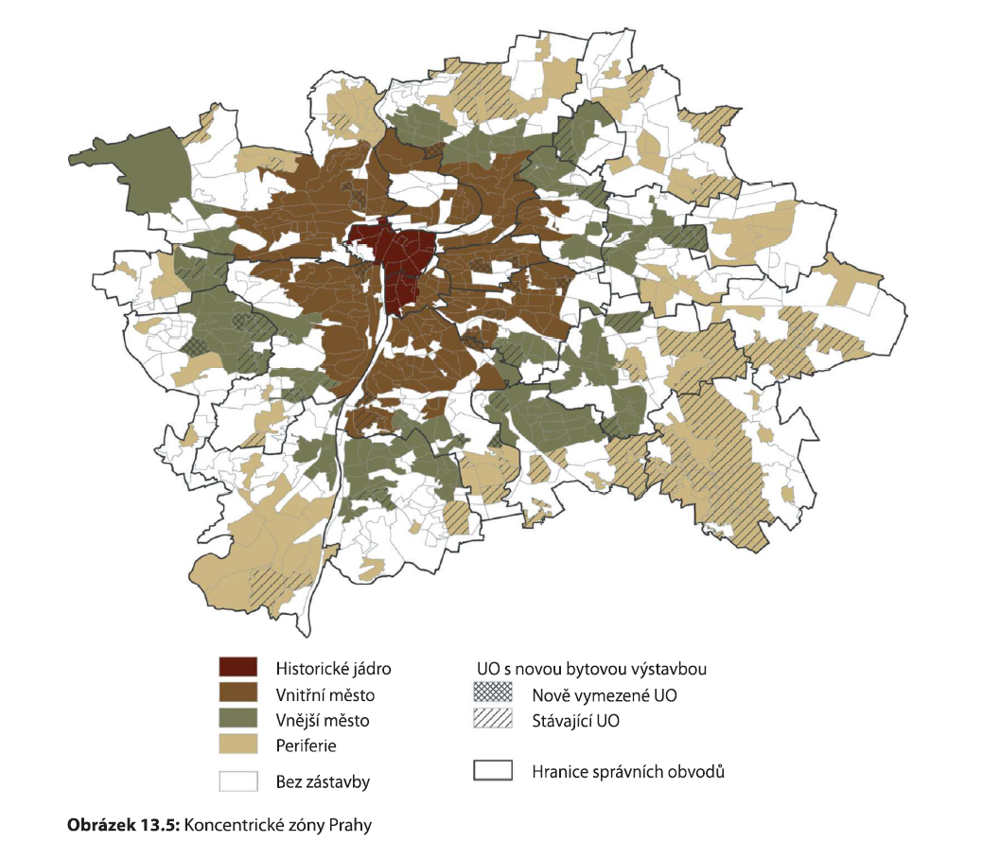 Historické jádro
Vnitřní město
Vnější město
Periferie
Bez zástavby
UO s novou bytovou výstavbou
Nově vymezené UO
Stávající UO
Hranice správních obvodů
Obrázek 13.5: Koncentrické zóny Prahy